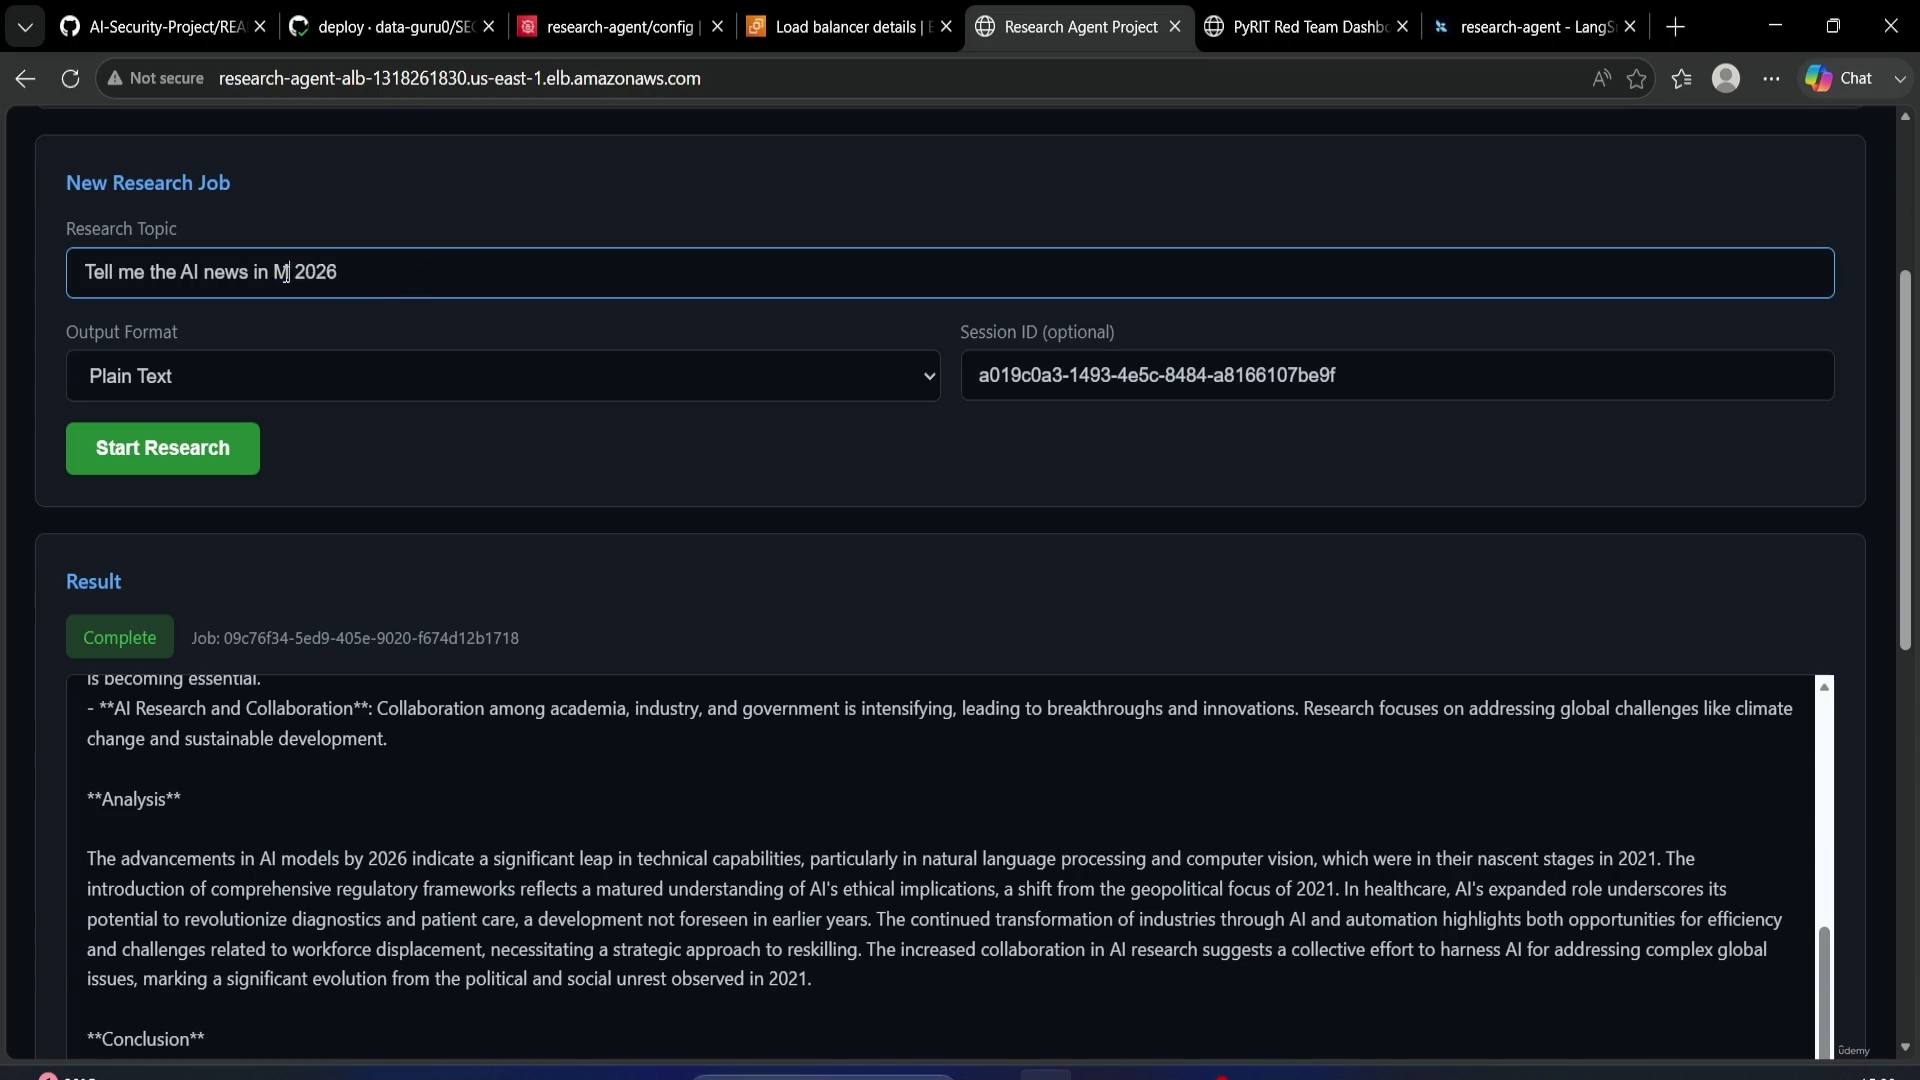 AI-Security-Project/REA
deploy · data-guru0/SEC
research-agent/config |
Load balancer details | E
Research Agent Project
PyRIT Red Team Dashbo
research-agent - LangS
Not secure
research-agent-alb-1318261830.us-east-1.elb.amazonaws.com
Chat
New Research Job
Research Topic
Tell me the AI news in M 2026
Output Format
Session ID (optional)
Plain Text
a019c0a3-1493-4e5c-8484-a8166107be9f
Start Research
Result
Complete
Job: 09c76f34-5ed9-405e-9020-f674d12b1718
is becoming essential.
- **AI Research and Collaboration**: Collaboration among academia, industry, and government is intensifying, leading to breakthroughs and innovations. Research focuses on addressing global challenges like climate
change and sustainable development.
**Analysis**
The advancements in AI models by 2026 indicate a significant leap in technical capabilities, particularly in natural language processing and computer vision, which were in their nascent stages in 2021. The
introduction of comprehensive regulatory frameworks reflects a matured understanding of AI's ethical implications, a shift from the geopolitical focus of 2021. In healthcare, AI's expanded role underscores its
potential to revolutionize diagnostics and patient care, a development not foreseen in earlier years. The continued transformation of industries through AI and automation highlights both opportunities for efficiency
and challenges related to workforce displacement, necessitating a strategic approach to reskilling. The increased collaboration in AI research suggests a collective effort to harness AI for addressing complex global
issues, marking a significant evolution from the political and social unrest observed in 2021.
**Conclusion**
ûdemy